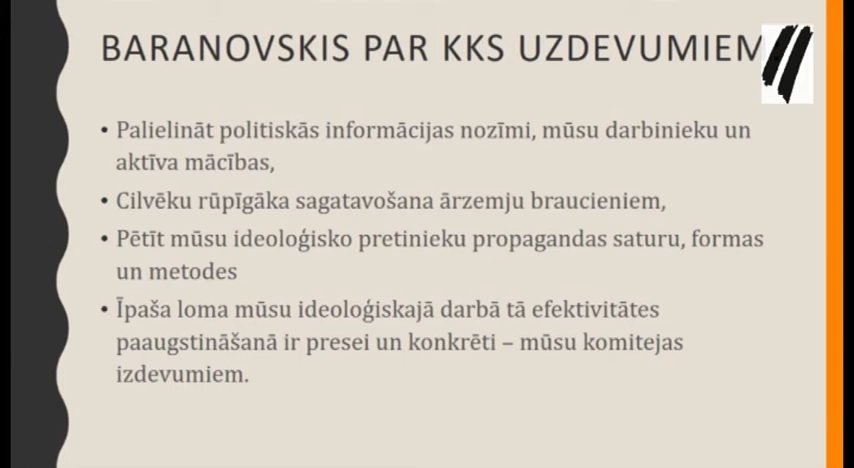 BARANOVSKIS PAR KKS UZDEVUMIEM
• Palielināt politiskās informācijas nozīmi, mūsu darbinieku un
aktīva mācības,
• Cilvēku rūpīgāka sagatavošana ārzemju braucieniem,
• Pētīt mūsu ideoloģisko pretinieku propagandas saturu, formas
un metodes
• Īpaša loma mūsu ideoloģiskajā darbā tā efektivitātes
paaugstināšanā ir presei un konkrēti – mūsu komitejas
izdevumiem.